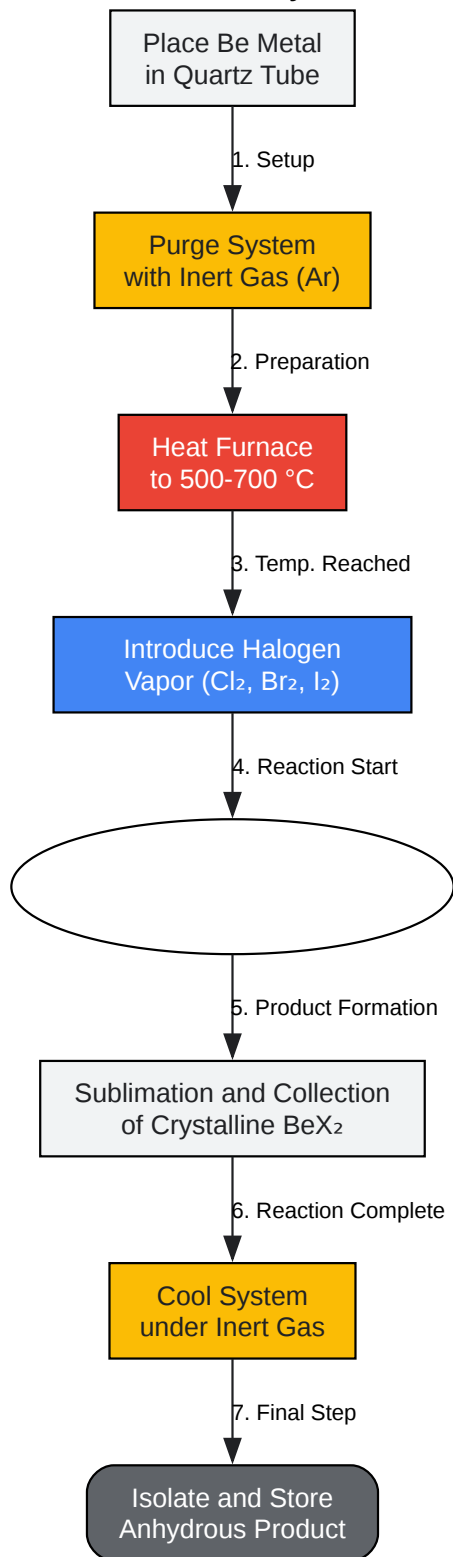 Place Be Metal
in Quartz Tube
1. Setup
Purge System
with Inert Gas (Ar)
2. Preparation
Heat Furnace
to 500-700 °C
3. Temp. Reached
Introduce Halogen
Vapor (Cl₂, Br₂, I₂)
4. Reaction Start
5. Product Formation
Sublimation and Collection
of Crystalline BeX₂
6. Reaction Complete
Cool System
under Inert Gas
7. Final Step
Isolate and Store
Anhydrous Product